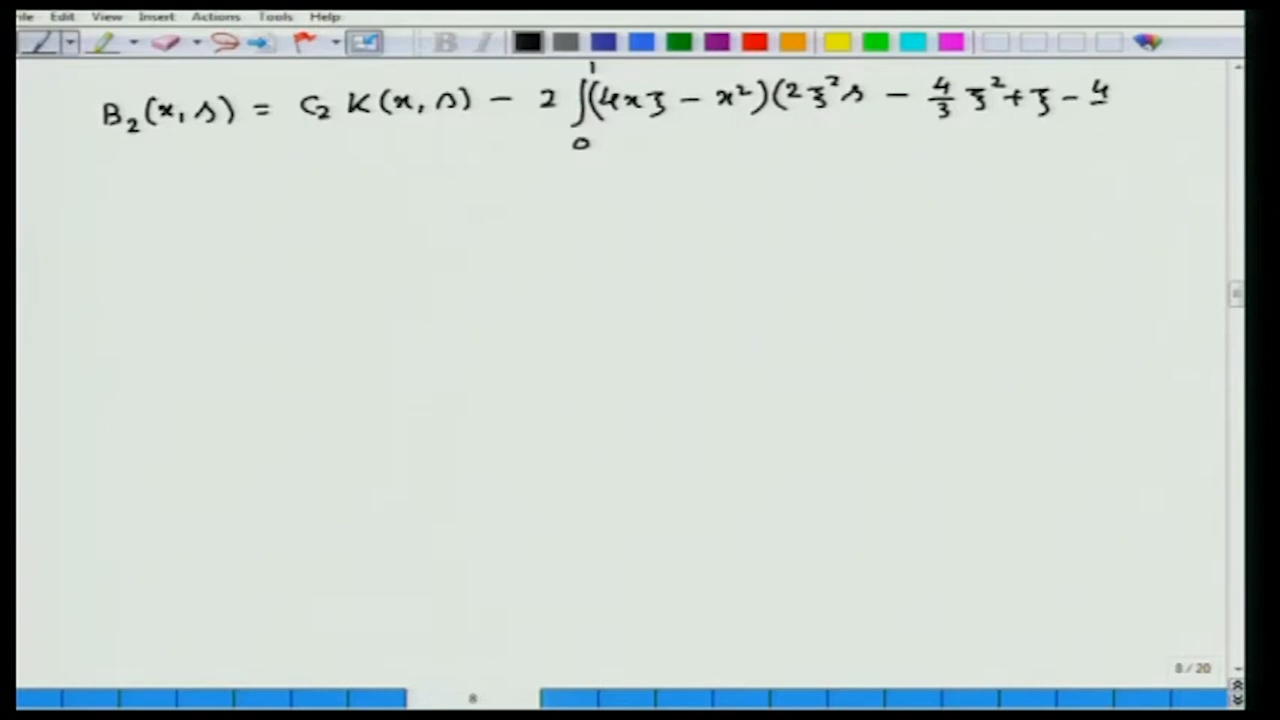 File Edit View Insert Actions Tools Help
B₂(x, s) = C₂ K(x, s) − 2 ∫₀¹ (4xξ − x²)(2ξ²s − 4/3 ξ² + ξ − 4
8 / 20
8